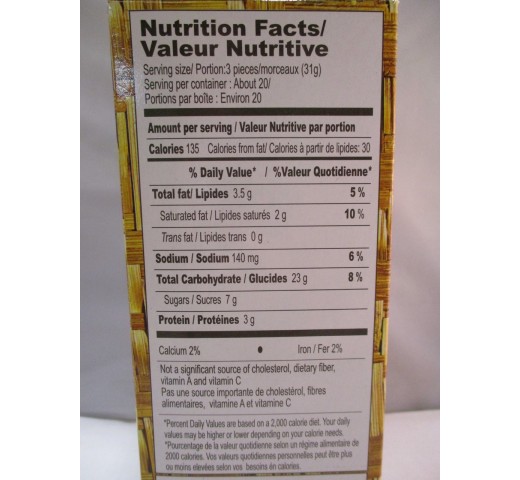 Nutrition Facts/
Valeur Nutritive
Serving size/ Portion:3 pieces/morceaux (31g)
Serving per container : About 20/
Portions par boîte : Environ 20
Amount per serving / Valeur Nutritive par portion
Calories 135 Calories from fat/ Calories à partir de lipides: 30
% Daily Value* / %Valeur Quotidienne*
Total fat/ Lipides 3.5 g 5 %
Saturated fat / Lipides saturés 2 g 10 %
Trans fat / Lipides trans 0 g
Sodium / Sodium 140 mg 6 %
Total Carbohydrate / Glucides 23 g 8 %
Sugars / Sucres 7 g
Protein / Protéines 3 g
Calcium 2% • Iron / Fer 2%
Not a significant source of cholesterol, dietary fiber,
vitamin A and vitamin C
Pas une source importante de cholestérol, fibres
alimentaires, vitamine A et vitamine C
*Percent Daily Values are based on a 2,000 calorie diet. Your daily
values may be higher or lower depending on your calorie needs.
*Pourcentage de la valeur quotidienne selon un régime alimentaire de
2000 calories. Vos valeurs quotidiennes personnelles peut être plus
ou moins élevées selon vos besoins én calories.